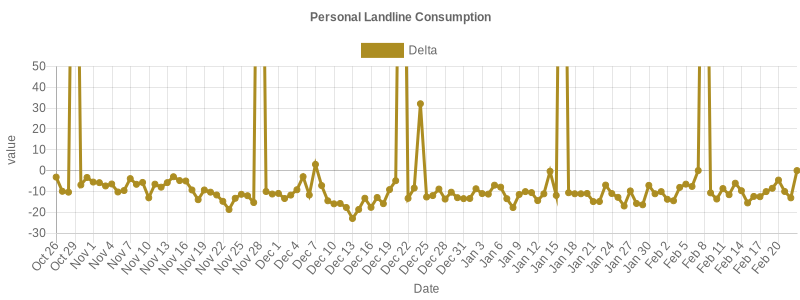 Personal Landline Consumption
Delta
value
50
40
30
20
10
0
-10
-20
-30
Oct 26
Oct 29
Nov 1
Nov 4
Nov 7
Nov 10
Nov 13
Nov 16
Nov 19
Nov 22
Nov 25
Nov 28
Dec 1
Dec 4
Dec 7
Dec 10
Dec 13
Dec 16
Dec 19
Dec 22
Dec 25
Dec 28
Dec 31
Jan 3
Jan 6
Jan 9
Jan 12
Jan 15
Jan 18
Jan 21
Jan 24
Jan 27
Jan 30
Feb 2
Feb 5
Feb 8
Feb 11
Feb 14
Feb 17
Feb 20
Date